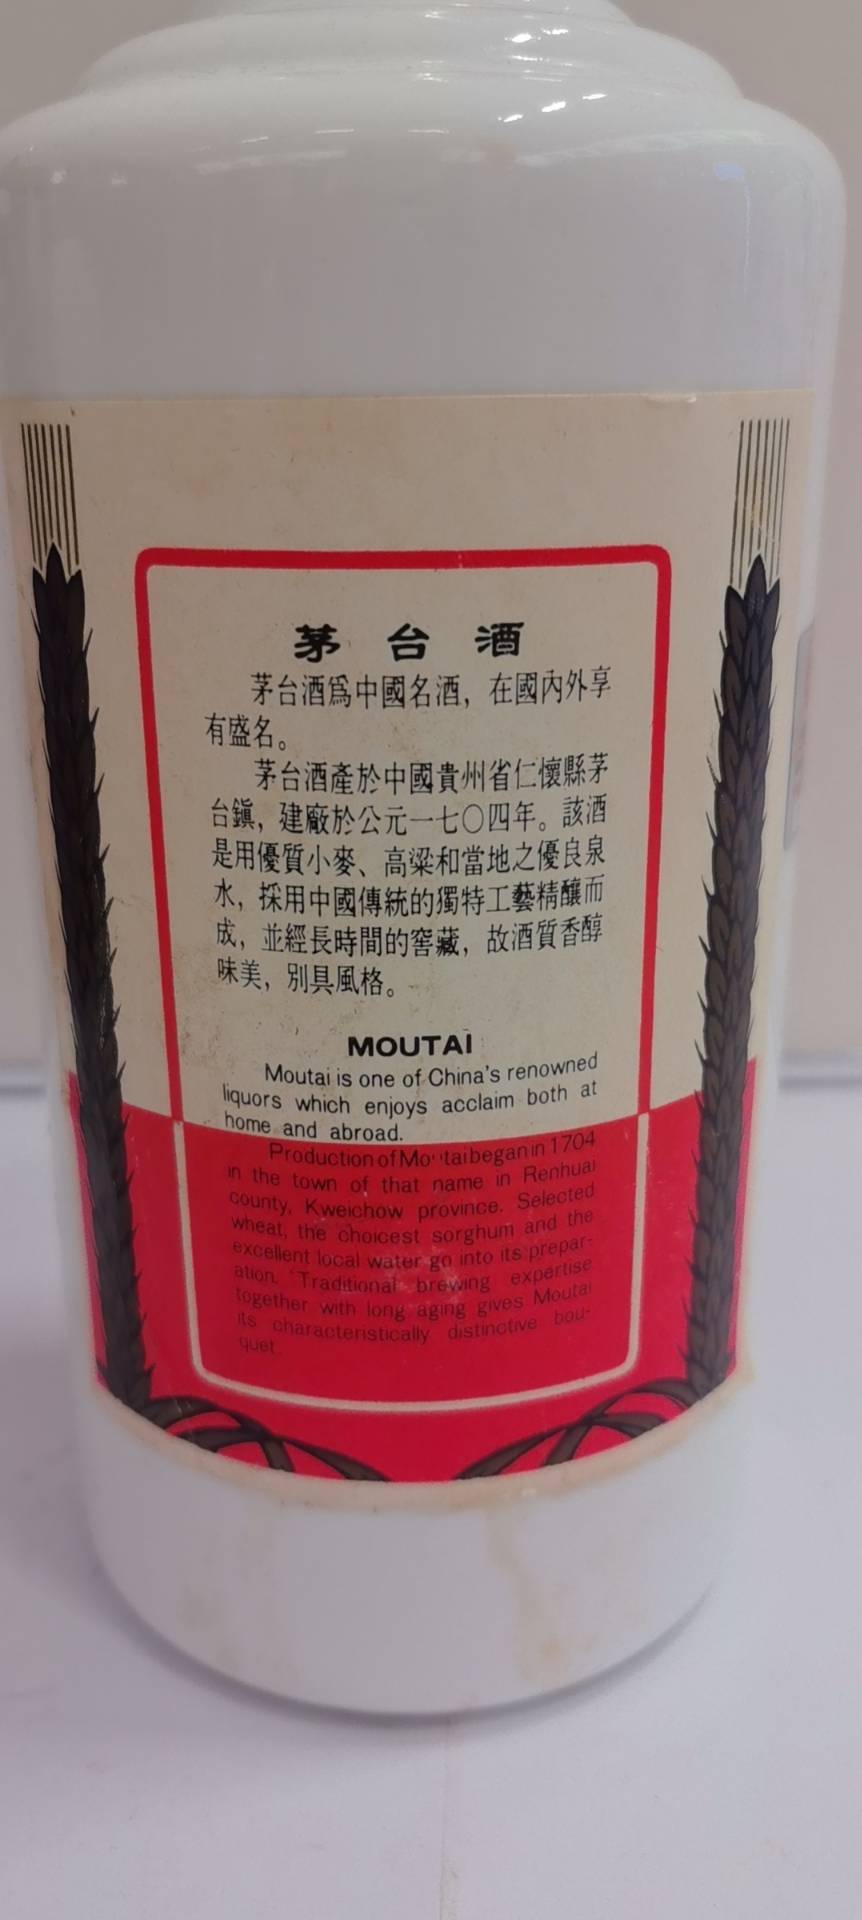 茅台酒
茅台酒爲中國名酒，在國內外享
有盛名。
茅台酒產於中國貴州省仁懷縣茅
台鎮，建廠於公元一七〇四年。該酒
是用優質小麥、高粱和當地之優良泉
水，採用中國傳統的獨特工藝精釀而
成，並經長時間的窖藏，故酒質香醇
味美，別具風格。
MOUTAI
Moutai is one of China's renowned
liquors which enjoys acclaim both at
home and abroad.
Production of Moutai began in 1704
in the town of that name in Renhuai
county, Kweichow province. Selected
wheat, the choicest sorghum and the
excellent local water go into its prepar-
ation. Traditional brewing expertise
together with long aging gives Moutai
its characteristically distinctive bou-
quet.